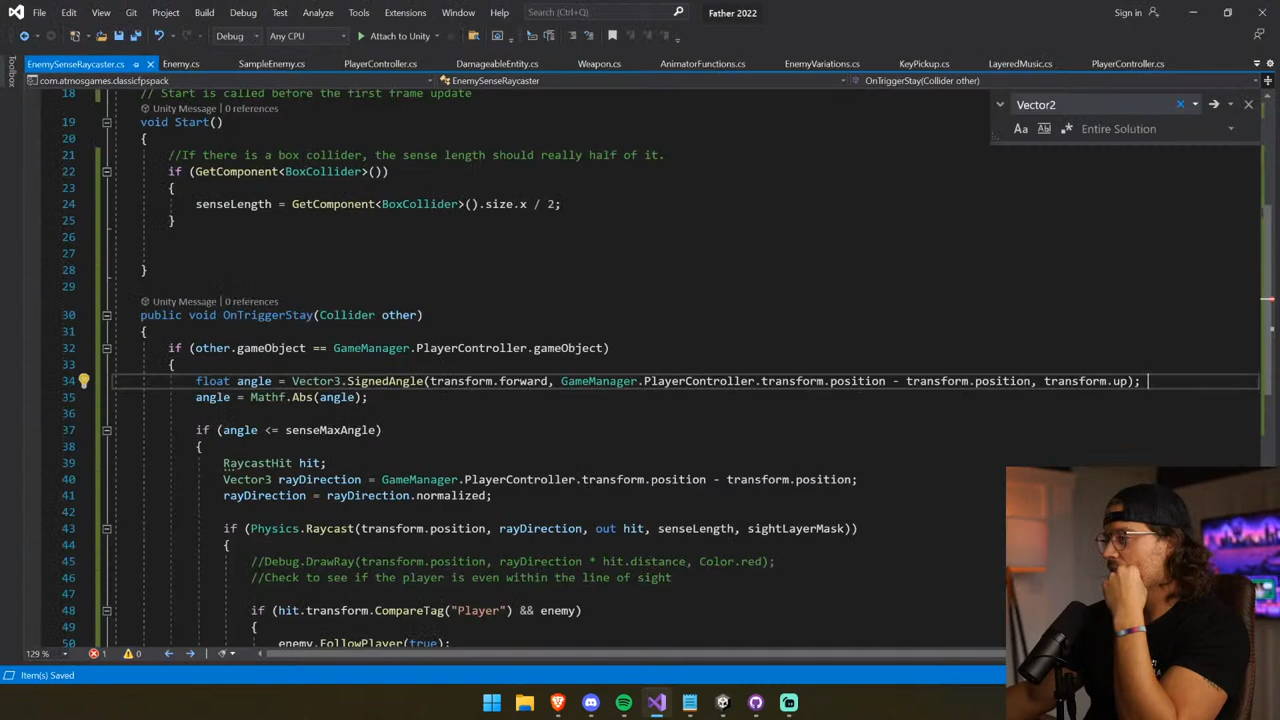 File Edit View Git Project Build Debug Test Analyze Tools Extensions Window Help Search (Ctrl+Q) Father 2022 Sign in
Debug Any CPU Attach to Unity
EnemySenseRaycaster.cs Enemy.cs SampleEnemy.cs PlayerController.cs DamageableEntity.cs Weapon.cs AnimatorFunctions.cs EnemyVariations.cs KeyPickup.cs LayeredMusic.cs PlayerController.cs
com.atmosgames.classicfpspack EnemySenseRaycaster OnTriggerStay(Collider other)
Toolbox
Vector2
Entire Solution
18 // Start is called before the first frame update
Unity Message | 0 references
19 void Start()
20 {
21 //If there is a box collider, the sense length should really half of it.
22 if (GetComponent<BoxCollider>())
23 {
24 senseLength = GetComponent<BoxCollider>().size.x / 2;
25 }
26
27
28 }
29
Unity Message | 0 references
30 public void OnTriggerStay(Collider other)
31 {
32 if (other.gameObject == GameManager.PlayerController.gameObject)
33 {
34 float angle = Vector3.SignedAngle(transform.forward, GameManager.PlayerController.transform.position - transform.position, transform.up);
35 angle = Mathf.Abs(angle);
36
37 if (angle <= senseMaxAngle)
38 {
39 RaycastHit hit;
40 Vector3 rayDirection = GameManager.PlayerController.transform.position - transform.position;
41 rayDirection = rayDirection.normalized;
42
43 if (Physics.Raycast(transform.position, rayDirection, out hit, senseLength, sightLayerMask))
44 {
45 //Debug.DrawRay(transform.position, rayDirection * hit.distance, Color.red);
46 //Check to see if the player is even within the line of sight
47
48 if (hit.transform.CompareTag("Player") && enemy)
49 {
50 enemy.FollowPlayer(true);
129 % 1 0
Item(s) Saved